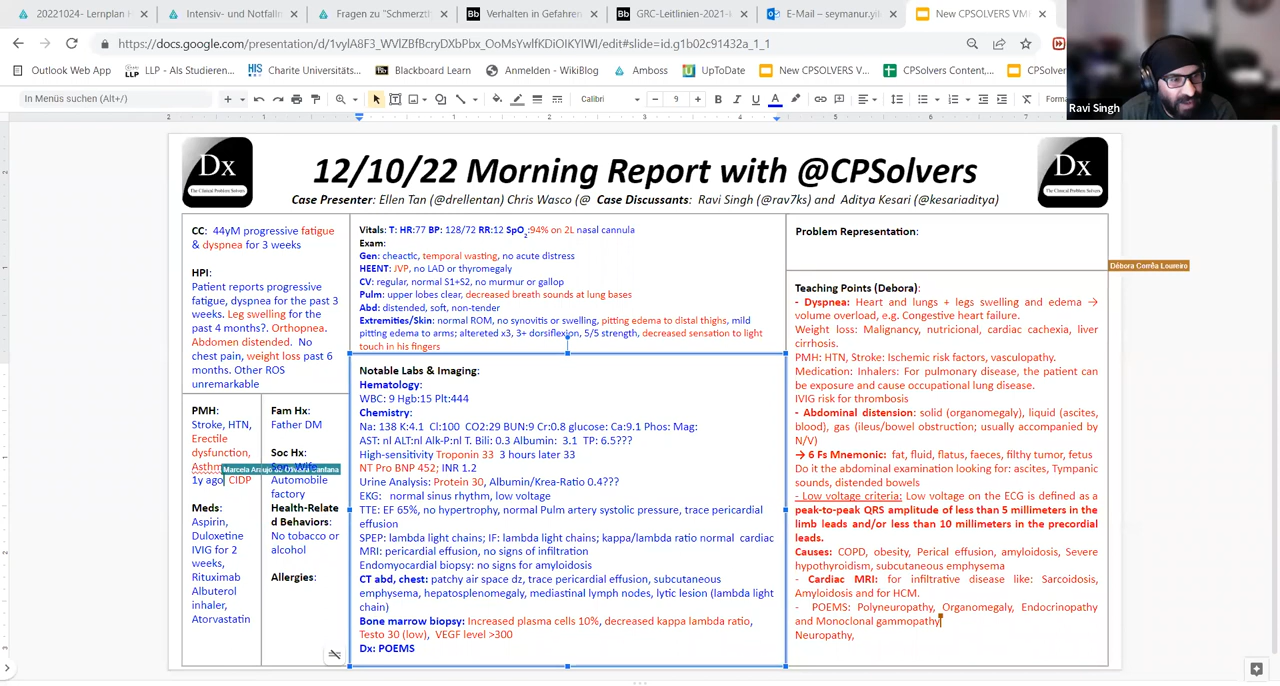 20221024- Lernplan H
Intensiv- und Notfalln
Fragen zu "Schmerzth
Verhalten in Gefahren
GRC-Leitlinien-2021-k
E-Mail – seymanur.yil
New CPSOLVERS VMR
https://docs.google.com/presentation/d/
/edit#slide=id.g1b02c91432a_1_1
Outlook Web App
LLP - Als Studieren...
Charite Universitäts...
Blackboard Learn
Anmelden - WikiBlog
Amboss
UpToDate
New CPSOLVERS V...
CPSolvers Content,...
CPSolver
Ravi Singh
In Menüs suchen (Alt+/)
Calibri
9
Forma
Dx
The Clinical Problem Solvers
12/10/22 Morning Report with @CPSolvers
Case Presenter: Ellen Tan (@drellentan) Chris Wasco (@ Case Discussants: Ravi Singh (@rav7ks) and Aditya Kesari (@kesariaditya)
Dx
The Clinical Problem Solvers
CC: 44yM progressive fatigue
& dyspnea for 3 weeks
HPI:
Patient reports progressive
fatigue, dyspnea for the past 3
weeks. Leg swelling for the
past 4 months?. Orthopnea.
Abdomen distended. No
chest pain, weight loss past 6
months. Other ROS
unremarkable
PMH:
Stroke, HTN,
Erectile
dysfunction,
Asthm
Marcela Araujo de Oliveira Santana
1y ago, CIDP
Meds:
Aspirin,
Duloxetine
IVIG for 2
weeks,
Rituximab
Albuterol
inhaler,
Atorvastatin
Fam Hx:
Father DM
Soc Hx:
Automobile
factory
Health-Relate
d Behaviors:
No tobacco or
alcohol
Allergies:
Vitals: T: HR:77 BP: 128/72 RR:12 SpO2:94% on 2L nasal cannula
Exam:
Gen: cheactic, temporal wasting, no acute distress
HEENT: JVP, no LAD or thyromegaly
CV: regular, normal S1+S2, no murmur or gallop
Pulm: upper lobes clear, decreased breath sounds at lung bases
Abd: distended, soft, non-tender
Extremities/Skin: normal ROM, no synovitis or swelling, pitting edema to distal thighs, mild
pitting edema to arms; altereted x3, 3+ dorsiflexion, 5/5 strength, decreased sensation to light
touch in his fingers
Notable Labs & Imaging:
Hematology:
WBC: 9 Hgb:15 Plt:444
Chemistry:
Na: 138 K:4.1 Cl:100 CO2:29 BUN:9 Cr:0.8 glucose: Ca:9.1 Phos: Mag:
AST: nl ALT:nl Alk-P:nl T. Bili: 0.3 Albumin: 3.1 TP: 6.5???
High-sensitivity Troponin 33 3 hours later 33
NT Pro BNP 452; INR 1.2
Urine Analysis: Protein 30, Albumin/Krea-Ratio 0.4???
EKG: normal sinus rhythm, low voltage
TTE: EF 65%, no hypertrophy, normal Pulm artery systolic pressure, trace pericardial
effusion
SPEP: lambda light chains; IF: lambda light chains; kappa/lambda ratio normal cardiac
MRI: pericardial effusion, no signs of infiltration
Endomyocardial biopsy: no signs for amyloidosis
CT abd, chest: patchy air space dz, trace pericardial effusion, subcutaneous
emphysema, hepatosplenomegaly, mediastinal lymph nodes, lytic lesion (lambda light
chain)
Bone marrow biopsy: Increased plasma cells 10%, decreased kappa lambda ratio,
Testo 30 (low), VEGF level >300
Dx: POEMS
Problem Representation:
Débora Corrêa Loureiro
Teaching Points (Debora):
- Dyspnea: Heart and lungs + legs swelling and edema →
volume overload, e.g. Congestive heart failure.
Weight loss: Malignancy, nutricional, cardiac cachexia, liver
cirrhosis.
PMH: HTN, Stroke: Ischemic risk factors, vasculopathy.
Medication: Inhalers: For pulmonary disease, the patient can
be exposure and cause occupational lung disease.
IVIG risk for thrombosis
- Abdominal distension: solid (organomegaly), liquid (ascites,
blood), gas (ileus/bowel obstruction; usually accompanied by
N/V)
→ 6 Fs Mnemonic: fat, fluid, flatus, faeces, filthy tumor, fetus
Do it the abdominal examination looking for: ascites, Tympanic
sounds, distended bowels
- Low voltage criteria: Low voltage on the ECG is defined as a
peak-to-peak QRS amplitude of less than 5 millimeters in the
limb leads and/or less than 10 millimeters in the precordial
leads.
Causes: COPD, obesity, Perical effusion, amyloidosis, Severe
hypothyroidism, subcutaneous emphysema
- Cardiac MRI: for infiltrative disease like: Sarcoidosis,
Amyloidosis and for HCM.
- POEMS: Polyneuropathy, Organomegaly, Endocrinopathy
and Monoclonal gammopathy
Neuropathy,